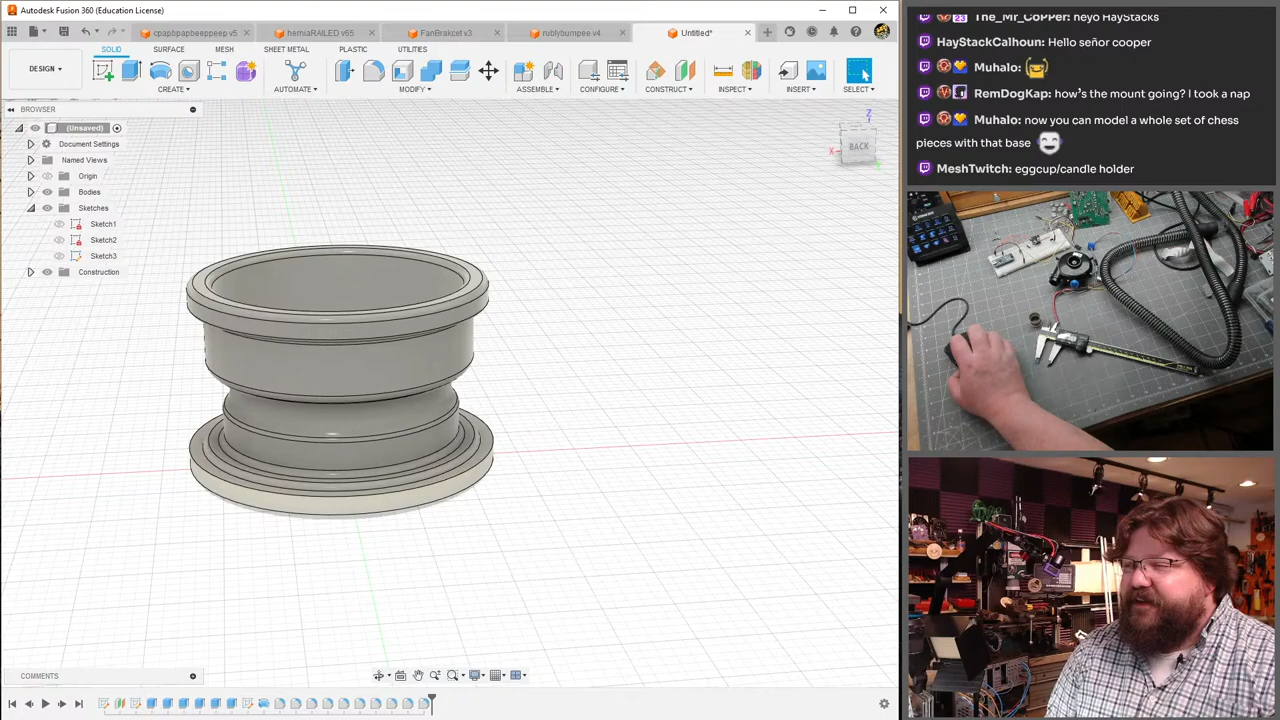 Autodesk Fusion 360 (Education License)
cpapbpapbeeppeep v5
herniaRAILED v65
FanBrakcet v3
rublybumpee v4
Untitled*
SOLID
SURFACE
MESH
SHEET METAL
PLASTIC
UTILITIES
DESIGN
CREATE
AUTOMATE
MODIFY
ASSEMBLE
CONFIGURE
CONSTRUCT
INSPECT
INSERT
SELECT
BROWSER
(Unsaved)
Document Settings
Named Views
Origin
Bodies
Sketches
Sketch1
Sketch2
Sketch3
Construction
Z
X
BACK
COMMENTS
23 The_Mr_CoPPer: heyo HayStacks
HayStackCalhoun: Hello señor cooper
Muhalo:
RemDogKap: how's the mount going? I took a nap
Muhalo: now you can model a whole set of chess
pieces with that base
MeshTwitch: eggcup/candle holder